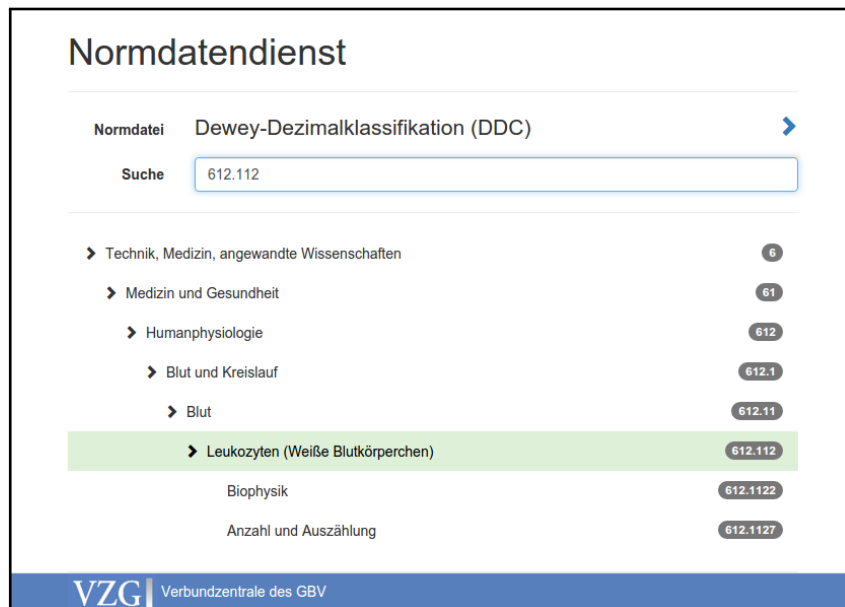 Normdatendienst
Normdatei Dewey-Dezimalklassifikation (DDC)
Suche 612.112
Technik, Medizin, angewandte Wissenschaften 6
Medizin und Gesundheit 61
Humanphysiologie 612
Blut und Kreislauf 612.1
Blut 612.11
Leukozyten (Weiße Blutkörperchen) 612.112
Biophysik 612.1122
Anzahl und Auszählung 612.1127
VZG Verbundzentrale des GBV